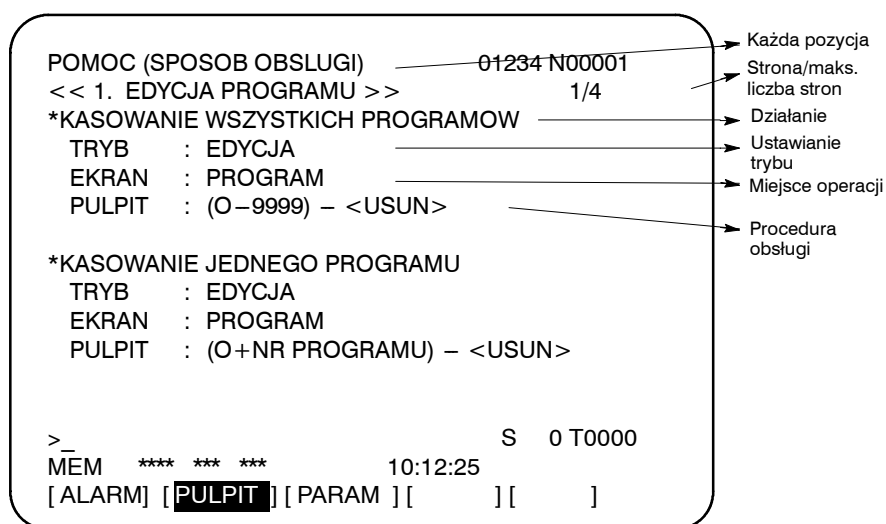 POMOC (SPOSOB OBSLUGI) 01234 N00001
<< 1. EDYCJA PROGRAMU >> 1/4
*KASOWANIE WSZYSTKICH PROGRAMOW
TRYB : EDYCJA
EKRAN : PROGRAM
PULPIT : (O–9999) – <USUN>
*KASOWANIE JEDNEGO PROGRAMU
TRYB : EDYCJA
EKRAN : PROGRAM
PULPIT : (O+NR PROGRAMU) – <USUN>
>_ S 0 T0000
MEM **** *** *** 10:12:25
[ ALARM] [ PULPIT ] [ PARAM ] [ ] [ ]
Każda pozycja
Strona/maks.
liczba stron
Działanie
Ustawianie
trybu
Miejsce operacji
Procedura
obsługi